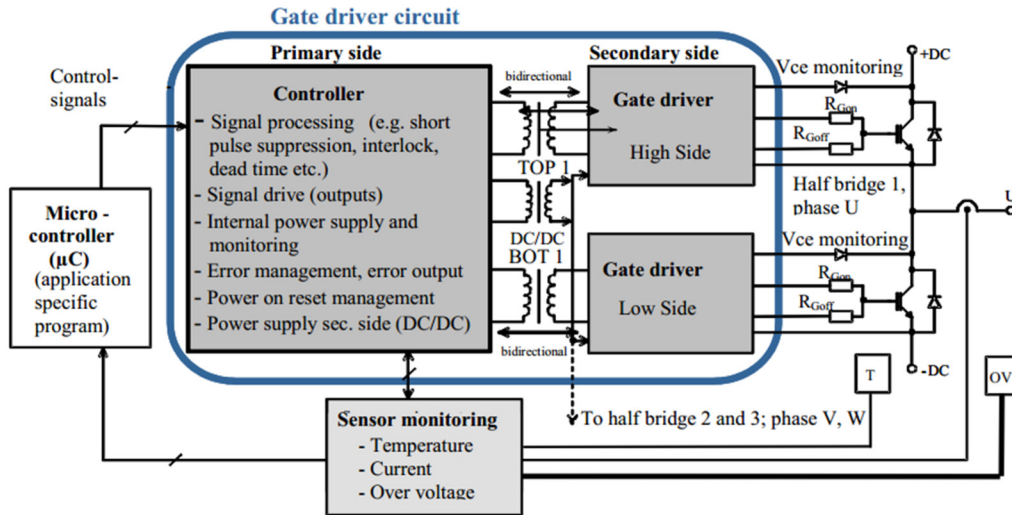 Gate driver circuit
Primary side
Secondary side
Control-
signals
Controller
- Signal processing (e.g. short
pulse suppression, interlock,
dead time etc.)
- Signal drive (outputs)
- Internal power supply and
monitoring
- Error management, error output
- Power on reset management
- Power supply sec. side (DC/DC)
Micro -
controller
(µC)
(application
specific
program)
bidirectional
TOP 1
DC/DC
BOT 1
bidirectional
Gate driver
High Side
Gate driver
Low Side
+DC
Vce monitoring
RGon
RGoff
Half bridge 1,
phase U
U
Vce monitoring
RGon
RGoff
-DC
T
OV
To half bridge 2 and 3; phase V, W
Sensor monitoring
- Temperature
- Current
- Over voltage